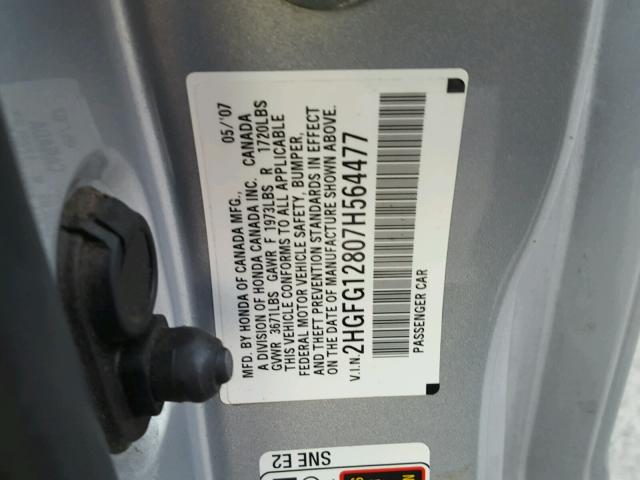 MFD. BY HONDA OF CANADA MFG., 05/'07
A DIVISION OF HONDA CANADA INC. CANADA
GVWR 3671LBS GAWR F 1973LBS R 1720LBS
THIS VEHICLE CONFORMS TO ALL APPLICABLE
FEDERAL MOTOR VEHICLE SAFETY, BUMPER,
AND THEFT PREVENTION STANDARDS IN EFFECT
ON THE DATE OF MANUFACTURE SHOWN ABOVE.
V.I.N. 2HGFG12807H564477
PASSENGER CAR
SNE E2